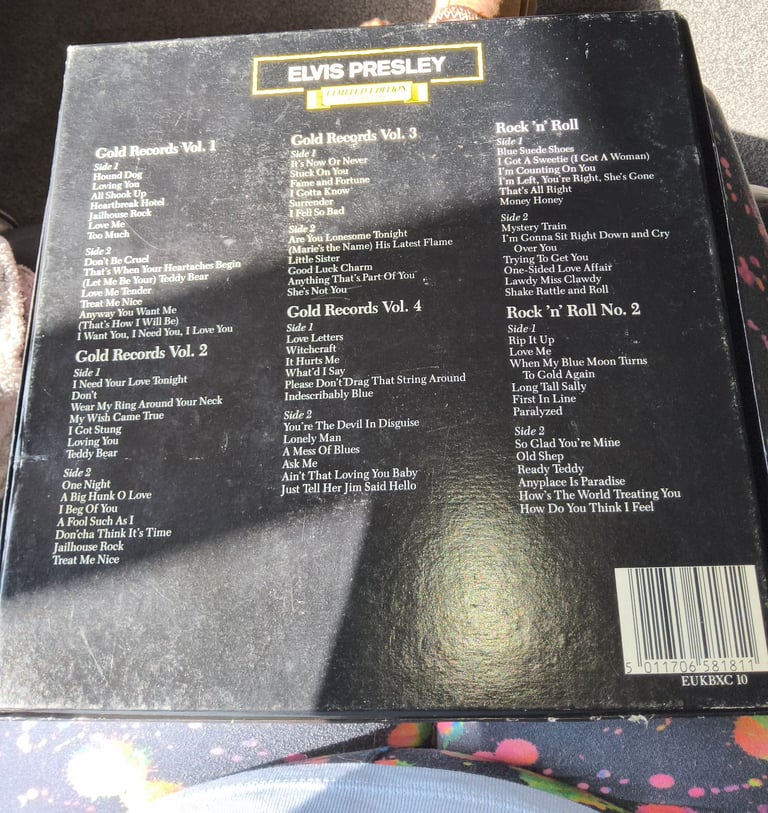 ELVIS PRESLEY
LIMITED EDITION
Gold Records Vol. 1
Side 1
Hound Dog
Loving You
All Shook Up
Heartbreak Hotel
Jailhouse Rock
Love Me
Too Much
Side 2
Don't Be Cruel
That's When Your Heartaches Begin
(Let Me Be Your) Teddy Bear
Love Me Tender
Treat Me Nice
Anyway You Want Me
(That's How I Will Be)
I Want You, I Need You, I Love You
Gold Records Vol. 2
Side 1
I Need Your Love Tonight
Don't
Wear My Ring Around Your Neck
My Wish Came True
I Got Stung
Loving You
Teddy Bear
Side 2
One Night
A Big Hunk O Love
I Beg Of You
A Fool Such As I
Don'cha Think It's Time
Jailhouse Rock
Treat Me Nice
Gold Records Vol. 3
Side 1
It's Now Or Never
Stuck On You
Fame and Fortune
I Gotta Know
Surrender
I Fell So Bad
Side 2
Are You Lonesome Tonight
(Marie's the Name) His Latest Flame
Little Sister
Good Luck Charm
Anything That's Part Of You
She's Not You
Gold Records Vol. 4
Side 1
Love Letters
Witchcraft
It Hurts Me
What'd I Say
Please Don't Drag That String Around
Indescribably Blue
Side 2
You're The Devil In Disguise
Lonely Man
A Mess Of Blues
Ask Me
Ain't That Loving You Baby
Just Tell Her Jim Said Hello
Rock 'n' Roll
Side 1
Blue Suede Shoes
I Got A Sweetie (I Got A Woman)
I'm Counting On You
I'm Left, You're Right, She's Gone
That's All Right
Money Honey
Side 2
Mystery Train
I'm Gonna Sit Right Down and Cry
Over You
Trying To Get You
One-Sided Love Affair
Lawdy Miss Clawdy
Shake Rattle and Roll
Rock 'n' Roll No. 2
Side 1
Rip It Up
Love Me
When My Blue Moon Turns
To Gold Again
Long Tall Sally
First In Line
Paralyzed
Side 2
So Glad You're Mine
Old Shep
Ready Teddy
Anyplace Is Paradise
How's The World Treating You
How Do You Think I Feel
5 011706 581811
EUKBXC 10